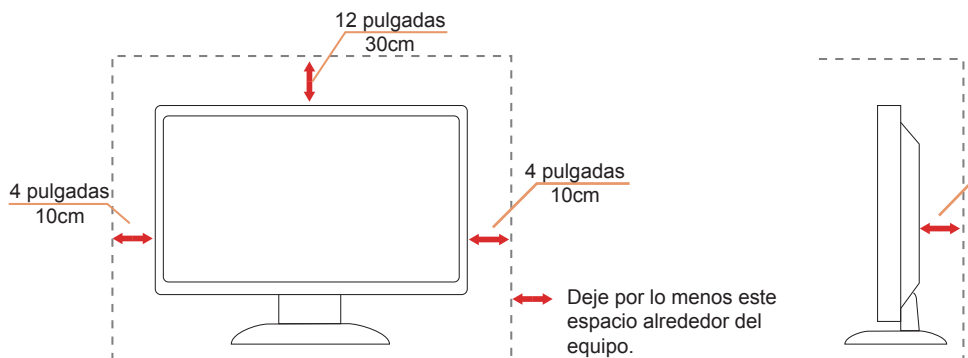 12 pulgadas
30cm
4 pulgadas
10cm
4 pulgadas
10cm
Deje por lo menos este
espacio alrededor del
equipo.